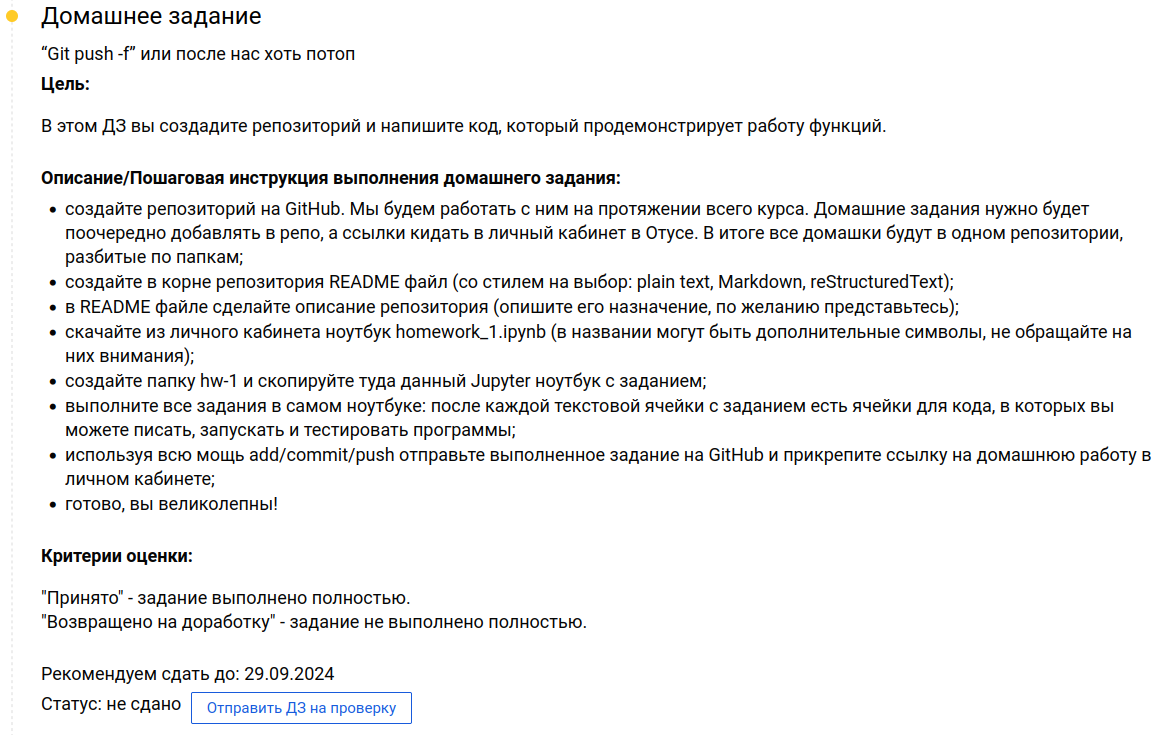 Домашнее задание
“Git push -f” или после нас хоть потоп
Цель:
В этом ДЗ вы создадите репозиторий и напишите код, который продемонстрирует работу функций.
Описание/Пошаговая инструкция выполнения домашнего задания:
• создайте репозиторий на GitHub. Мы будем работать с ним на протяжении всего курса. Домашние задания нужно будет
поочередно добавлять в репо, а ссылки кидать в личный кабинет в Отусе. В итоге все домашки будут в одном репозитории,
разбитые по папкам;
• создайте в корне репозитория README файл (со стилем на выбор: plain text, Markdown, reStructuredText);
• в README файле сделайте описание репозитория (опишите его назначение, по желанию представьтесь);
• скачайте из личного кабинета ноутбук homework_1.ipynb (в названии могут быть дополнительные символы, не обращайте на
них внимания);
• создайте папку hw-1 и скопируйте туда данный Jupyter ноутбук с заданием;
• выполните все задания в самом ноутбуке: после каждой текстовой ячейки с заданием есть ячейки для кода, в которых вы
можете писать, запускать и тестировать программы;
• используя всю мощь add/commit/push отправьте выполненное задание на GitHub и прикрепите ссылку на домашнюю работу в
личном кабинете;
• готово, вы великолепны!
Критерии оценки:
"Принято" - задание выполнено полностью.
"Возвращено на доработку" - задание не выполнено полностью.
Рекомендуем сдать до: 29.09.2024
Статус: не сдано Отправить ДЗ на проверку